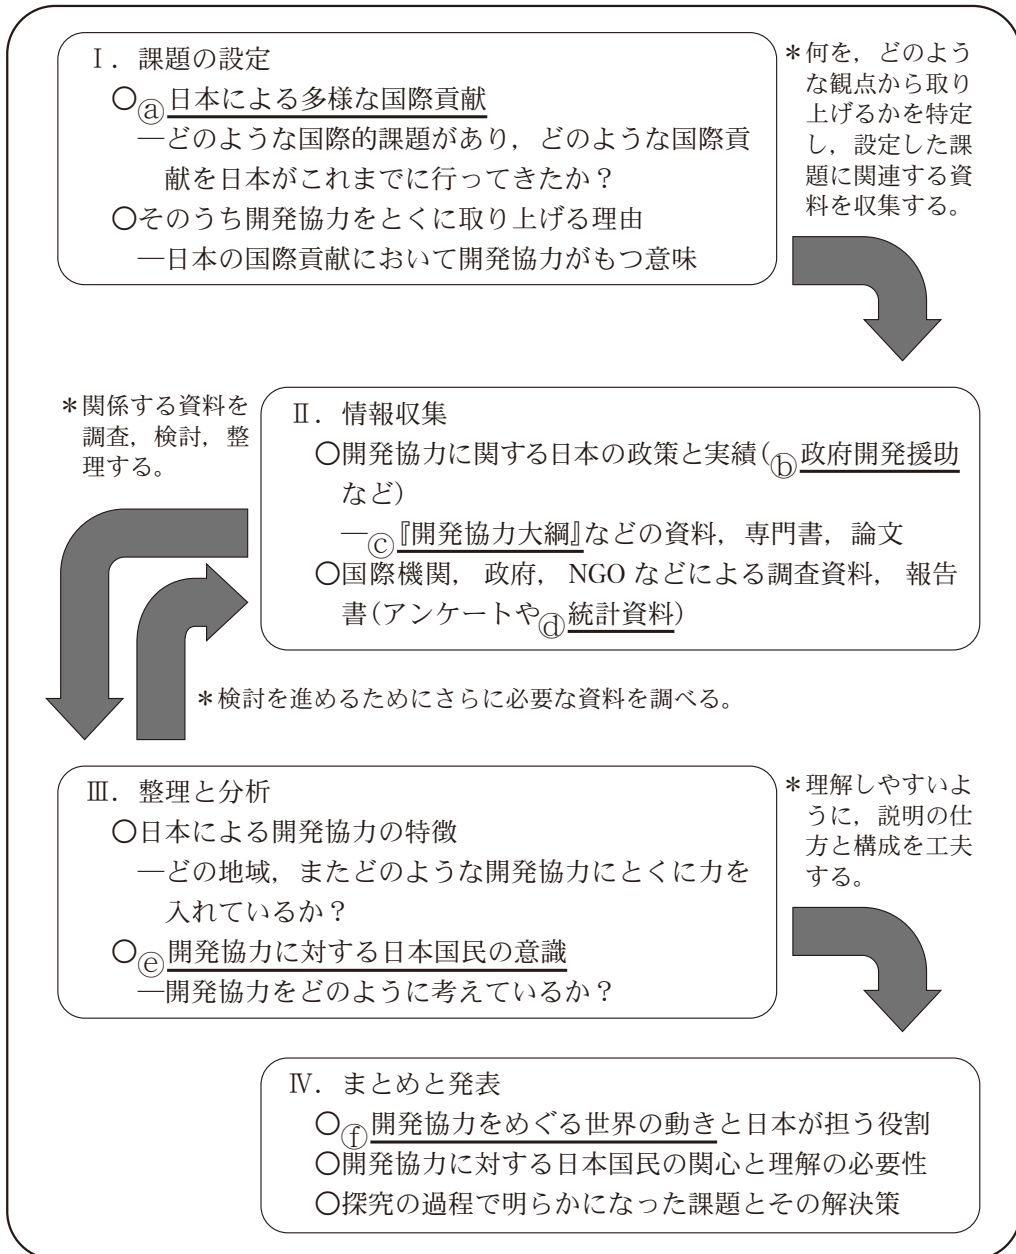 Ⅰ．課題の設定
○ⓐ日本による多様な国際貢献
―どのような国際的課題があり，どのような国際貢
献を日本がこれまでに行ってきたか？
○そのうち開発協力をとくに取り上げる理由
―日本の国際貢献において開発協力がもつ意味
＊何を，どのよう
な観点から取り
上げるかを特定
し，設定した課
題に関連する資
料を収集する。
＊関係する資料を
調査，検討，整
理する。
Ⅱ．情報収集
○開発協力に関する日本の政策と実績(ⓑ政府開発援助
など)
―ⓒ『開発協力大綱』などの資料，専門書，論文
○国際機関，政府，NGO などによる調査資料，報告
書(アンケートやⓓ統計資料)
＊検討を進めるためにさらに必要な資料を調べる。
Ⅲ．整理と分析
○日本による開発協力の特徴
―どの地域，またどのような開発協力にとくに力を
入れているか？
○ⓔ開発協力に対する日本国民の意識
―開発協力をどのように考えているか？
＊理解しやすいよ
うに，説明の仕
方と構成を工夫
する。
Ⅳ．まとめと発表
○ⓕ開発協力をめぐる世界の動きと日本が担う役割
○開発協力に対する日本国民の関心と理解の必要性
○探究の過程で明らかになった課題とその解決策